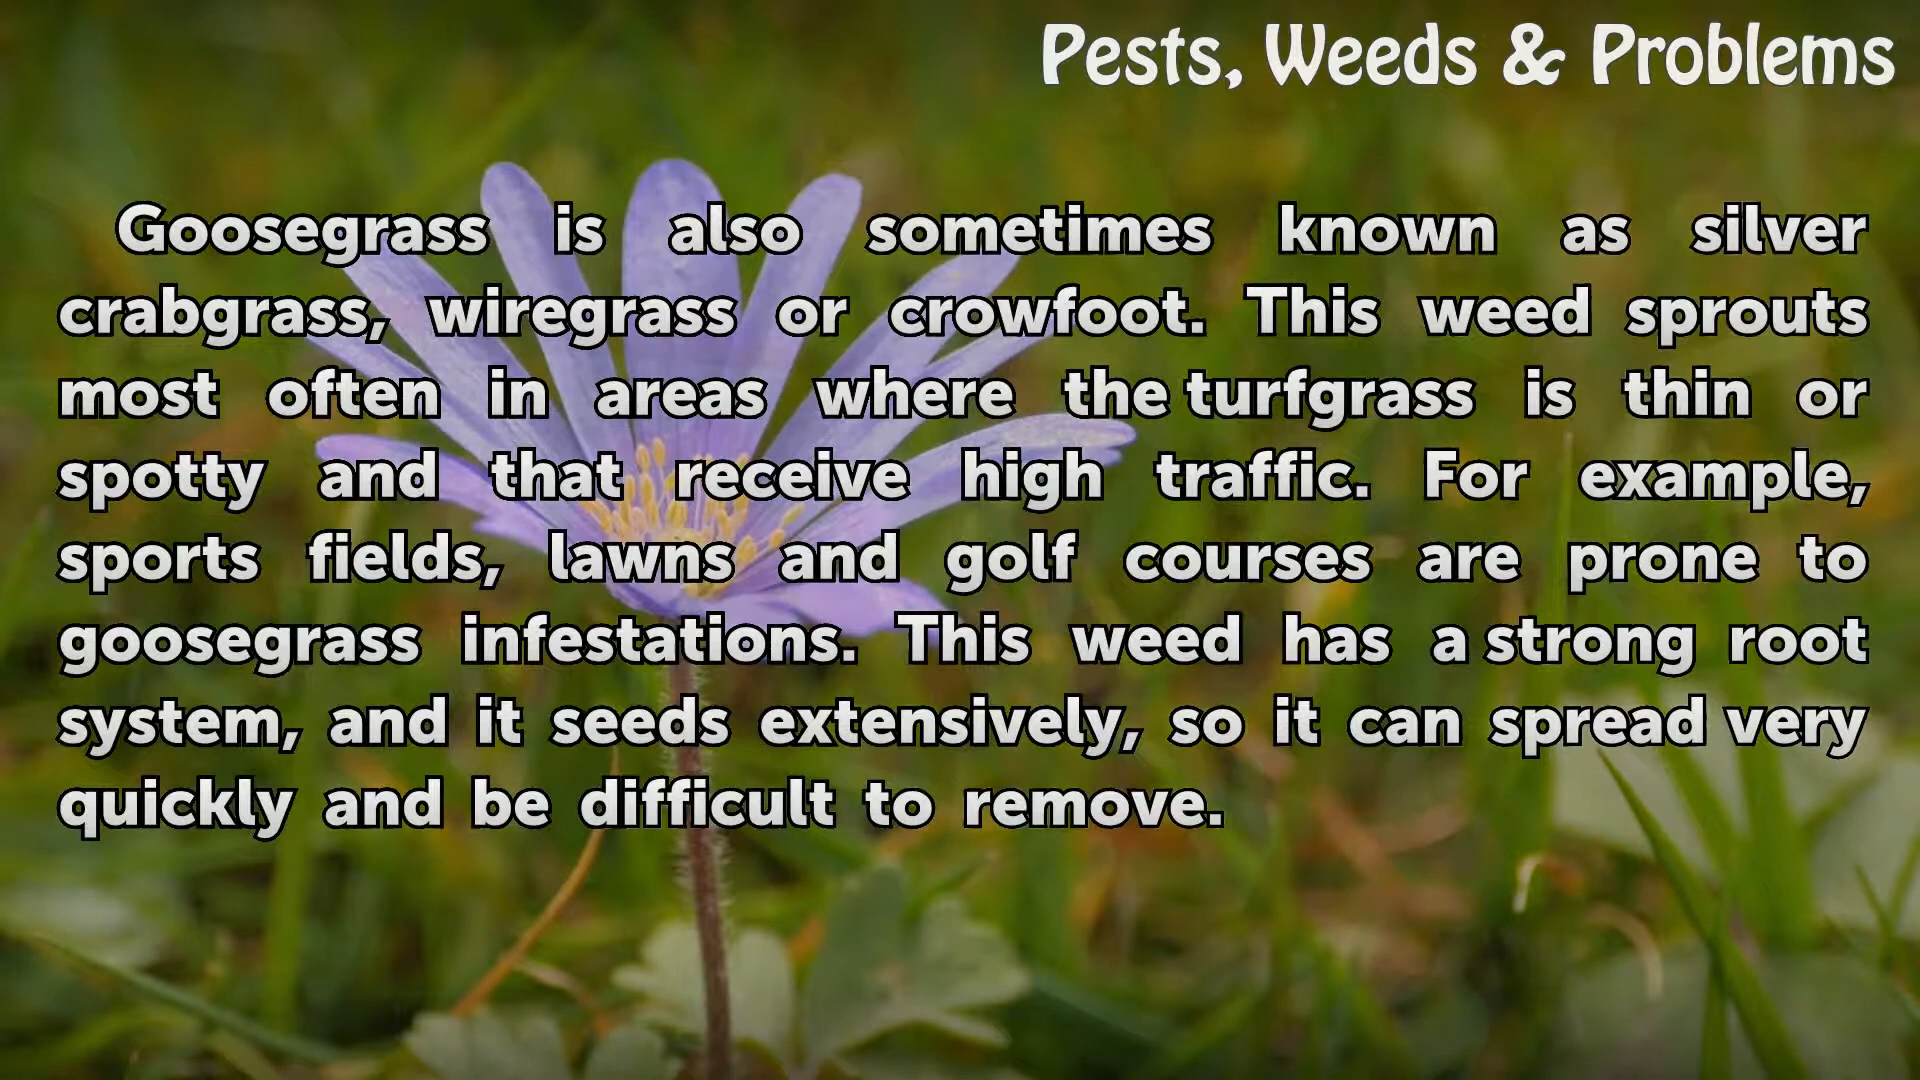 Pests, Weeds & Problems
Goosegrass is also sometimes known as silver
crabgrass, wiregrass or crowfoot. This weed sprouts
most often in areas where the turfgrass is thin or
spotty and that receive high traffic. For example,
sports fields, lawns and golf courses are prone to
goosegrass infestations. This weed has a strong root
system, and it seeds extensively, so it can spread very
quickly and be difficult to remove.